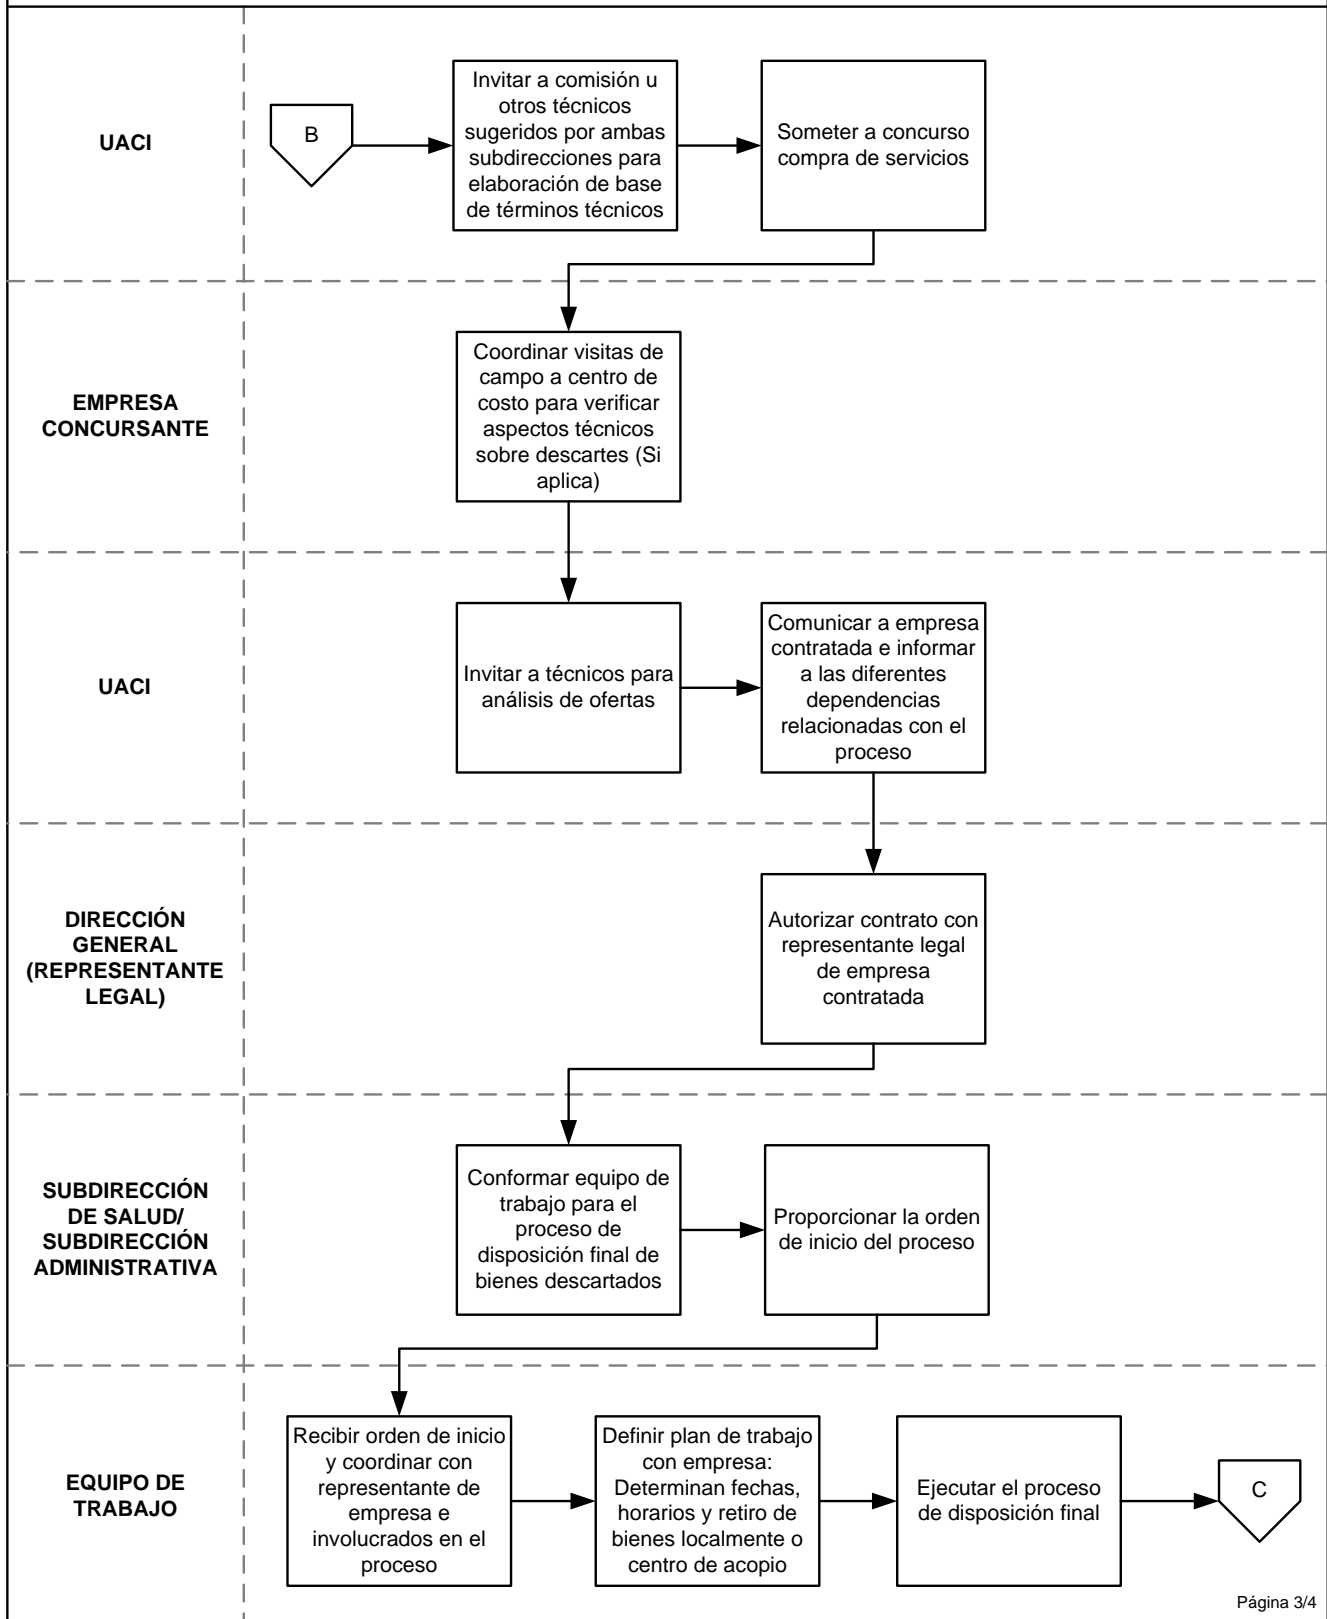 UACI
B
Invitar a comisión u
otros técnicos
sugeridos por ambas
subdirecciones para
elaboración de base
de términos técnicos
Someter a concurso
compra de servicios
EMPRESA
CONCURSANTE
Coordinar visitas de
campo a centro de
costo para verificar
aspectos técnicos
sobre descartes (Si
aplica)
UACI
Invitar a técnicos para
análisis de ofertas
Comunicar a empresa
contratada e informar
a las diferentes
dependencias
relacionadas con el
proceso
DIRECCIÓN
GENERAL
(REPRESENTANTE
LEGAL)
Autorizar contrato con
representante legal
de empresa
contratada
SUBDIRECCIÓN
DE SALUD/
SUBDIRECCIÓN
ADMINISTRATIVA
Conformar equipo de
trabajo para el
proceso de
disposición final de
bienes descartados
Proporcionar la orden
de inicio del proceso
EQUIPO DE
TRABAJO
Recibir orden de inicio
y coordinar con
representante de
empresa e
involucrados en el
proceso
Definir plan de trabajo
con empresa:
Determinan fechas,
horarios y retiro de
bienes localmente o
centro de acopio
Ejecutar el proceso
de disposición final
C
Página 3/4